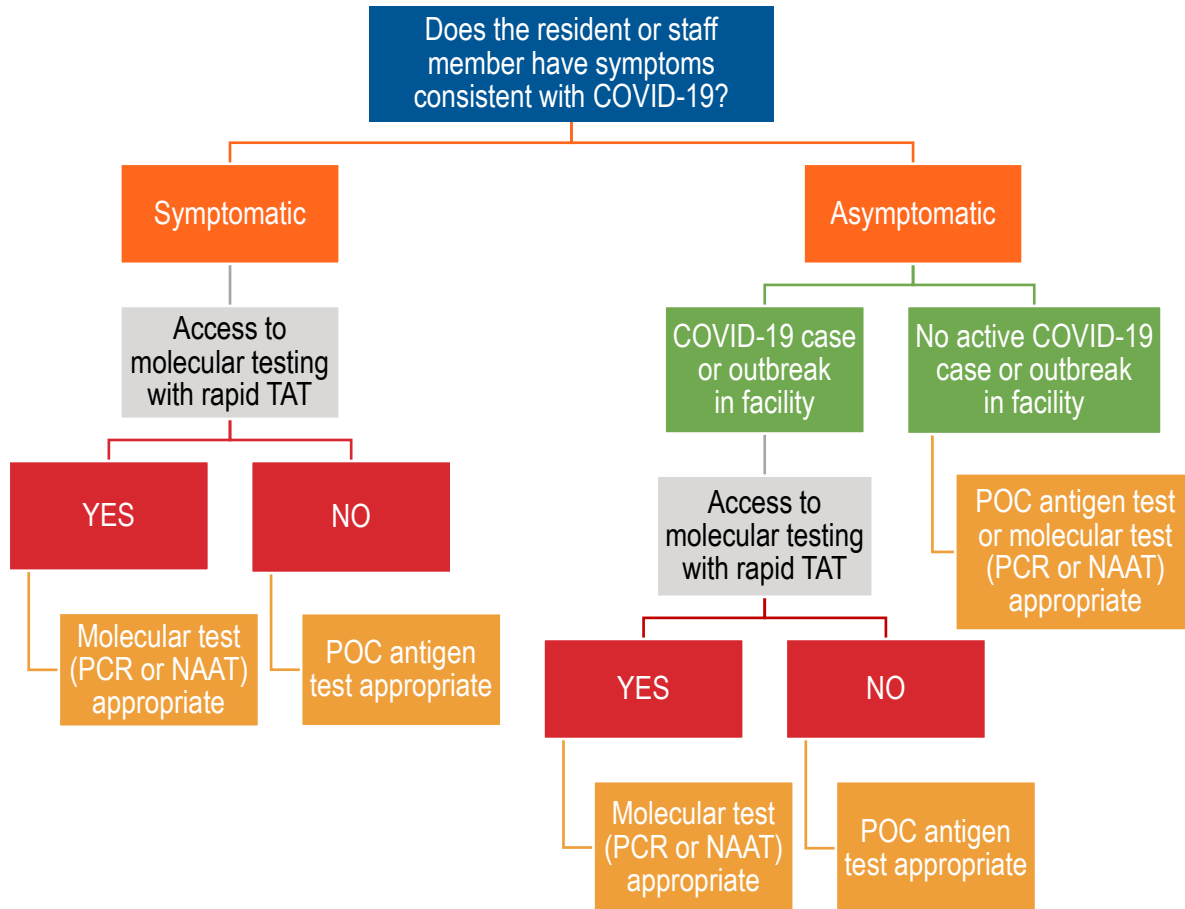 Does the resident or staff
member have symptoms
consistent with COVID-19?
Symptomatic
Asymptomatic
Access to
molecular testing
with rapid TAT
COVID-19 case
or outbreak
in facility
No active COVID-19
case or outbreak
in facility
YES
NO
Access to
molecular testing
with rapid TAT
POC antigen test
or molecular test
(PCR or NAAT)
appropriate
Molecular test
(PCR or NAAT)
appropriate
POC antigen
test appropriate
YES
NO
Molecular test
(PCR or NAAT)
appropriate
POC antigen
test appropriate